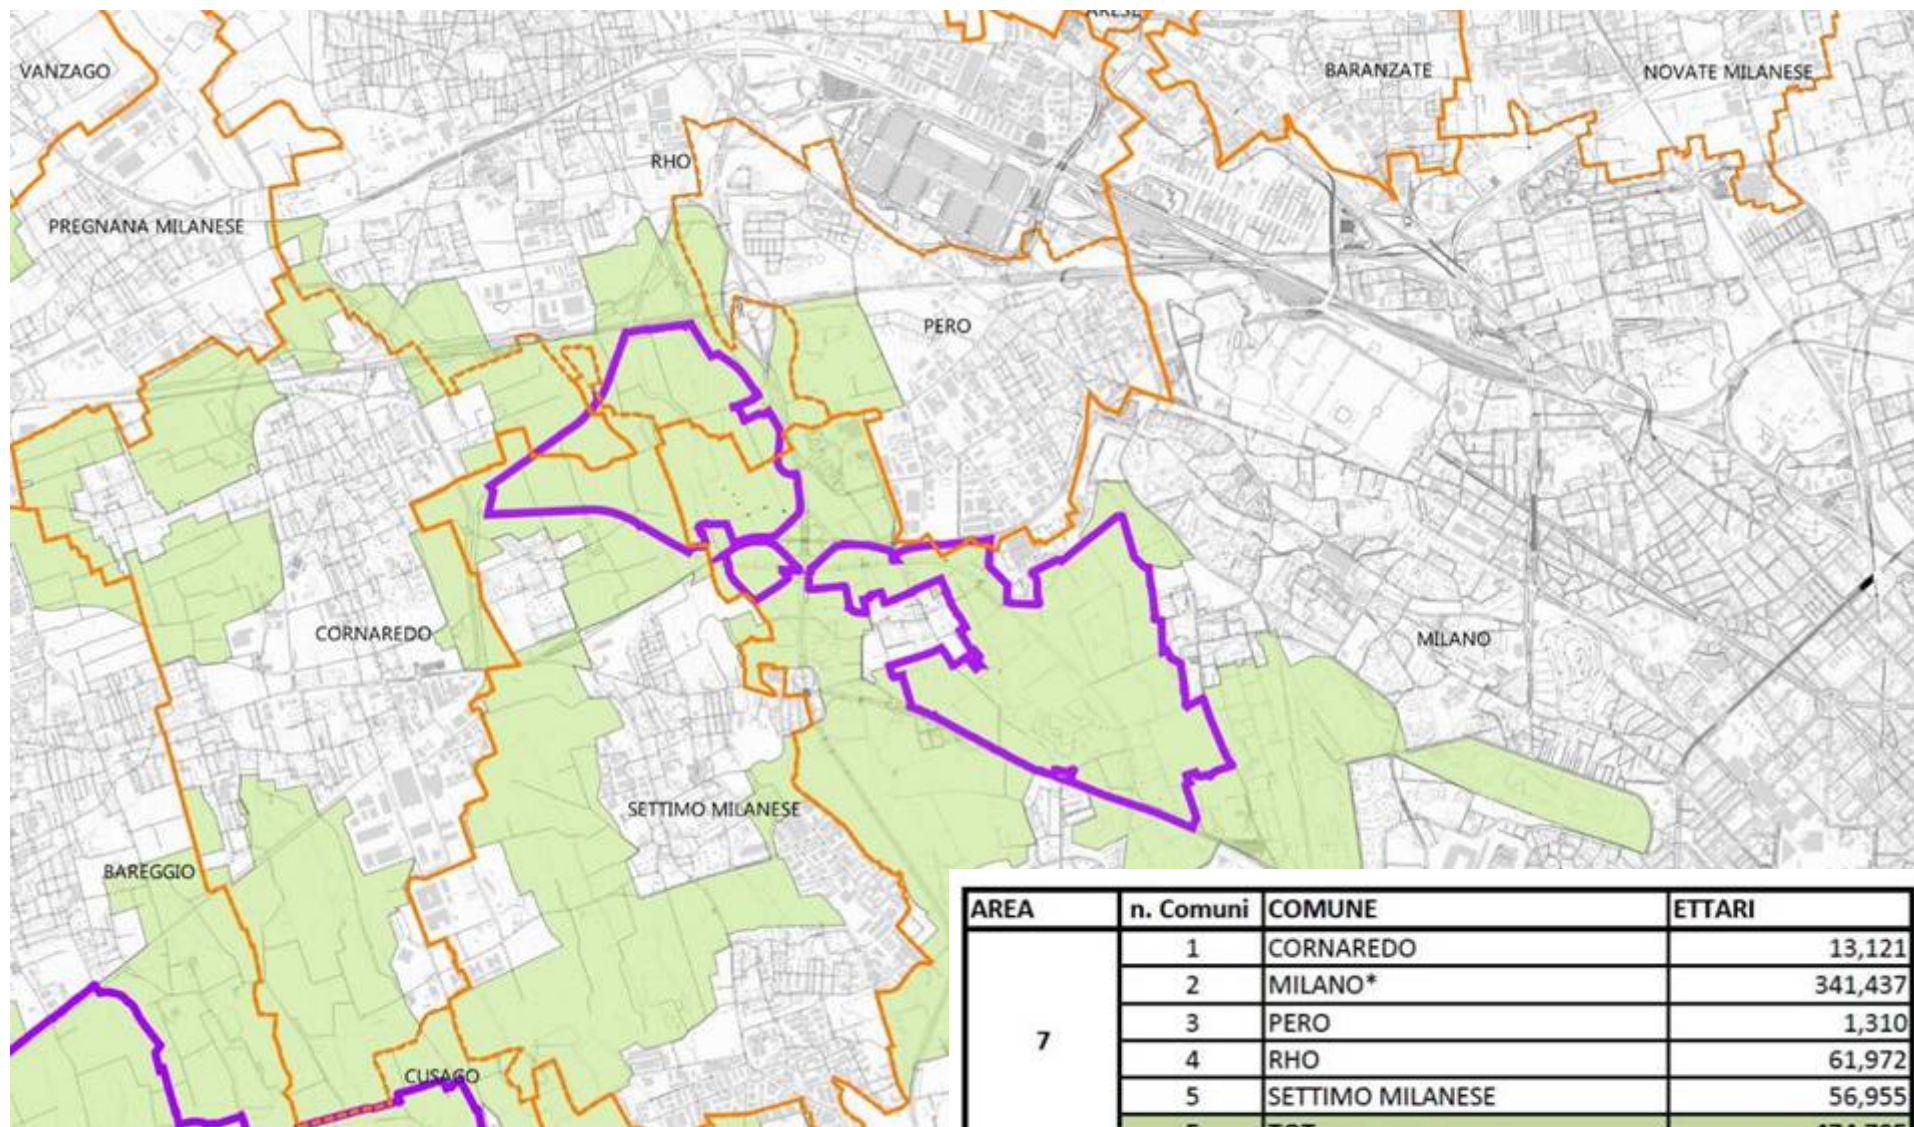 ARESE
VANZAGO
BARANZATE
NOVATE MILANESE
RHO
PREGNANA MILANESE
PERO
CORNAREDO
MILANO
SETTIMO MILANESE
BAREGGIO
CUSAGO
AREA n. Comuni COMUNE ETTARI
1 CORNAREDO 13,121
2 MILANO* 341,437
3 PERO 1,310
7
4 RHO 61,972
5 SETTIMO MILANESE 56,955